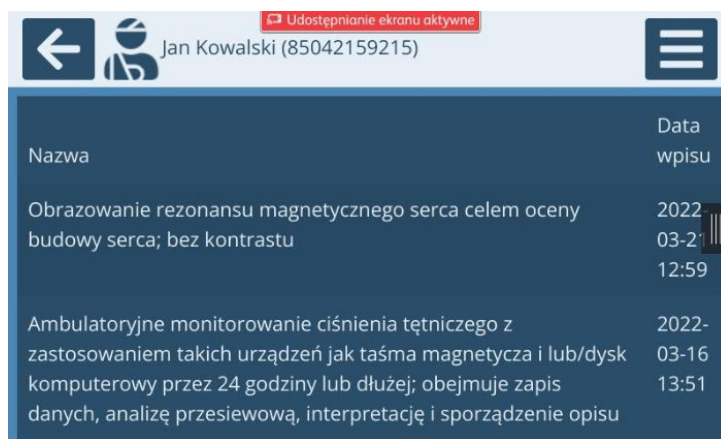 Udostępnianie ekranu aktywne
Jan Kowalski (85042159215)
Nazwa
Data
wpisu
Obrazowanie rezonansu magnetycznego serca celem oceny
budowy serca; bez kontrastu
2022-
03-21
12:59
Ambulatoryjne monitorowanie ciśnienia tętniczego z
zastosowaniem takich urządzeń jak taśma magnetycza i lub/dysk
komputerowy przez 24 godziny lub dłużej; obejmuje zapis
danych, analizę przesiewową, interpretację i sporządzenie opisu
2022-
03-16
13:51